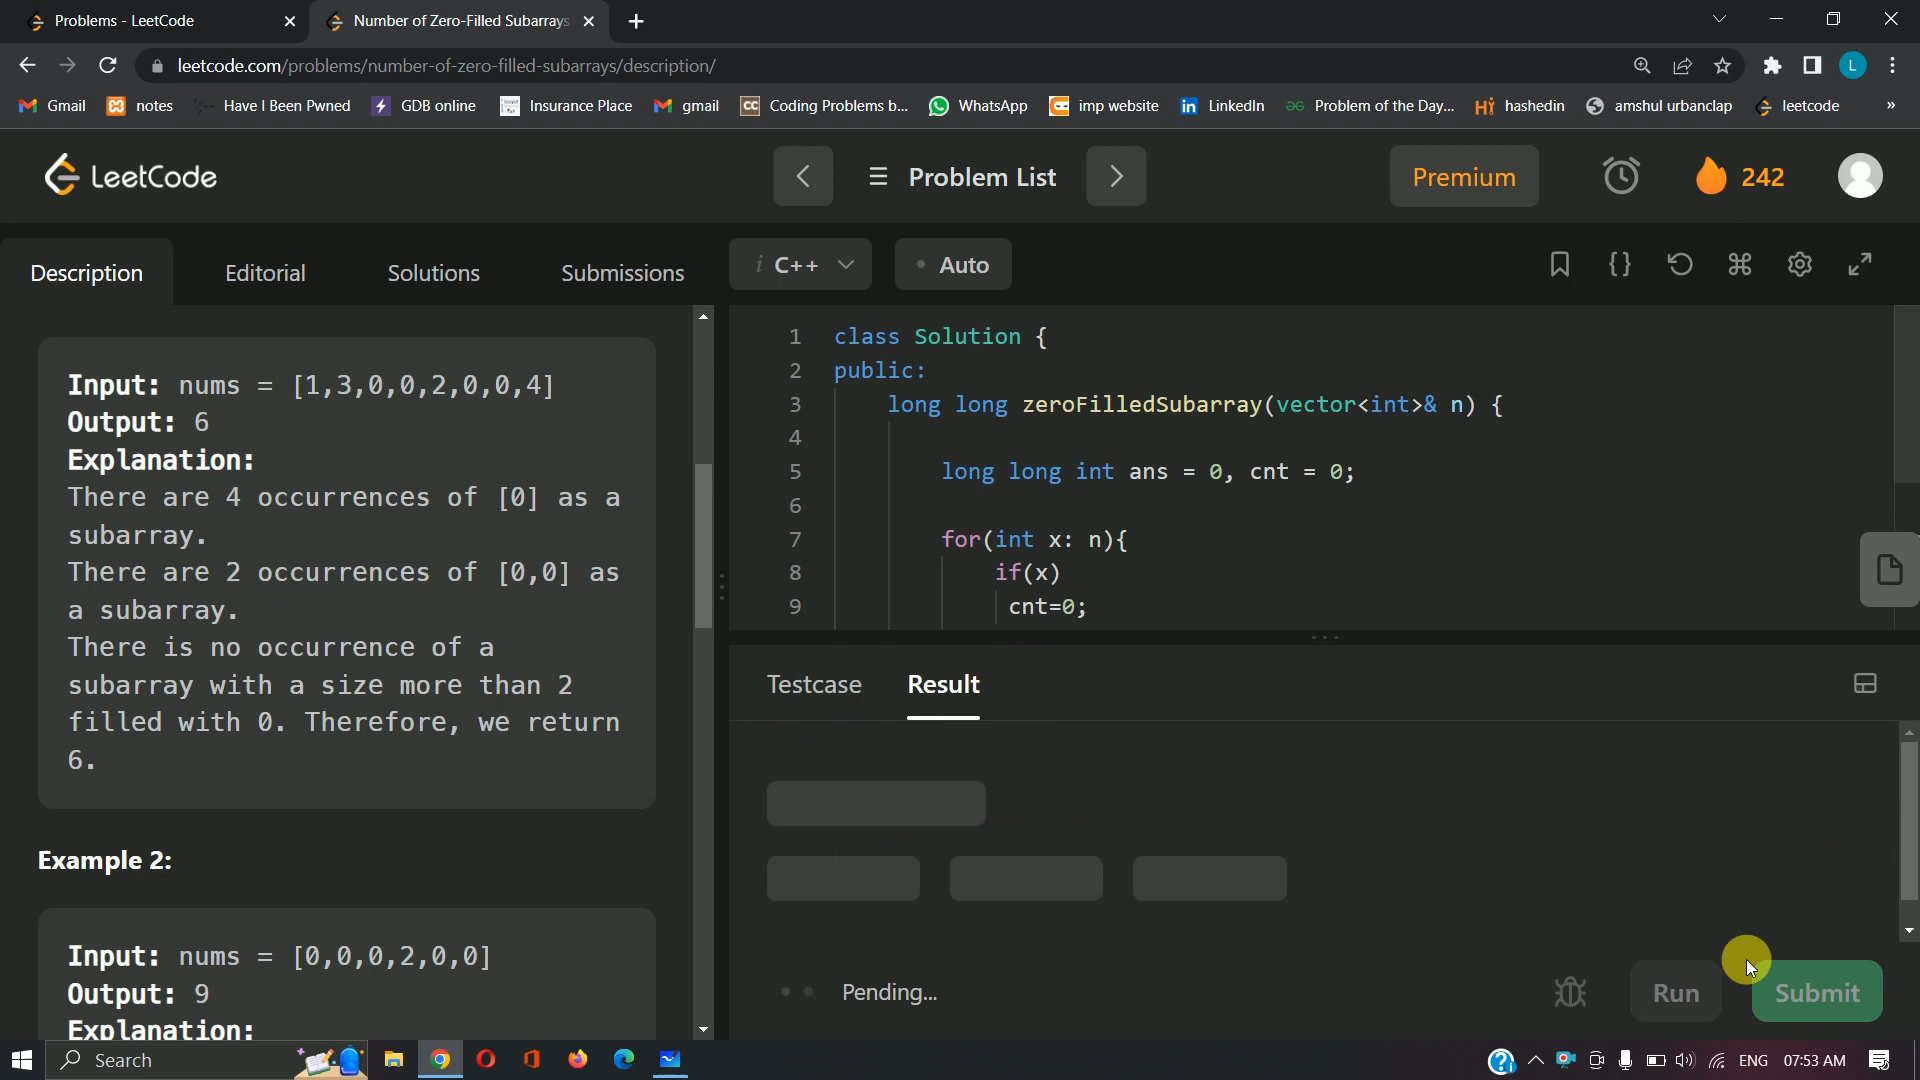 Problems - LeetCode
Number of Zero-Filled Subarrays
leetcode.com/problems/number-of-zero-filled-subarrays/description/
L
Gmail
notes
Have I Been Pwned
GDB online
Insurance Place
gmail
CC Coding Problems b...
WhatsApp
imp website
in LinkedIn
Problem of the Day...
hashedin
amshul urbanclap
leetcode
»
LeetCode
Problem List
Premium
242
Description
Editorial
Solutions
Submissions
i C++
• Auto
Input: nums = [1,3,0,0,2,0,0,4]
Output: 6
Explanation:
There are 4 occurrences of [0] as a
subarray.
There are 2 occurrences of [0,0] as
a subarray.
There is no occurrence of a
subarray with a size more than 2
filled with 0. Therefore, we return
6.
Example 2:
Input: nums = [0,0,0,2,0,0]
Output: 9
Explanation:
1 class Solution {
2 public:
3 long long zeroFilledSubarray(vector<int>& n) {
4
5 long long int ans = 0, cnt = 0;
6
7 for(int x: n){
8 if(x)
9 cnt=0;
Testcase
Result
Pending...
Run
Submit
Search
ENG
07:53 AM